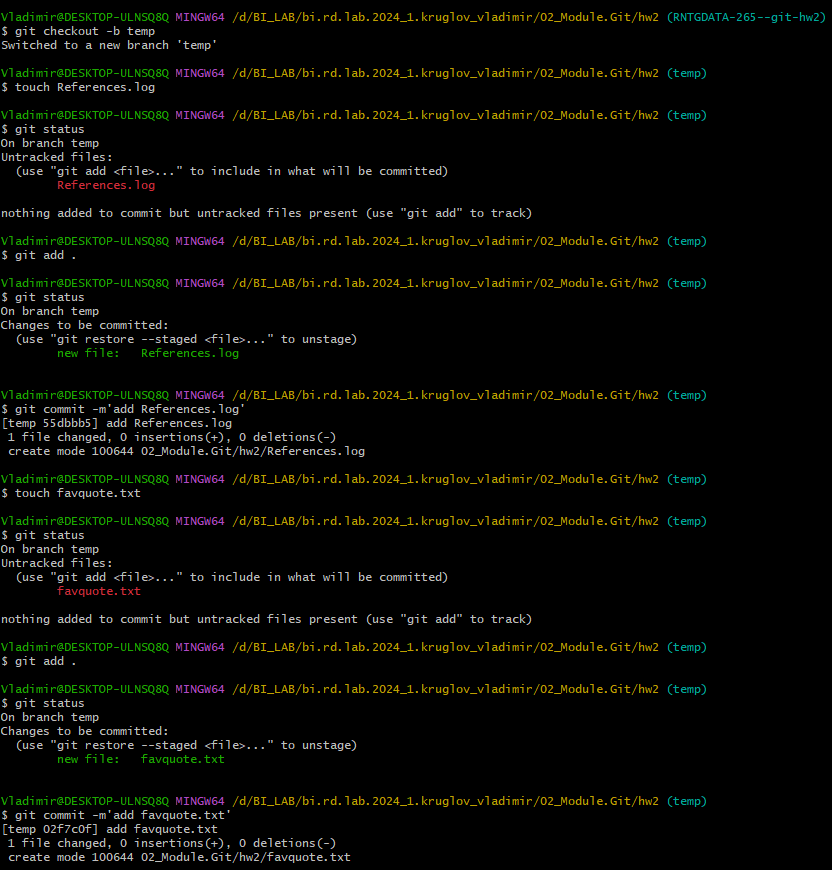 Vladimir@DESKTOP-ULNSQ8Q MINGW64 /d/BI_LAB/bi.rd.lab.2024_1.kruglov_vladimir/02_Module.Git/hw2 (RNTGDATA-265--git-hw2)
$ git checkout -b temp
Switched to a new branch 'temp'
Vladimir@DESKTOP-ULNSQ8Q MINGW64 /d/BI_LAB/bi.rd.lab.2024_1.kruglov_vladimir/02_Module.Git/hw2 (temp)
$ touch References.log
Vladimir@DESKTOP-ULNSQ8Q MINGW64 /d/BI_LAB/bi.rd.lab.2024_1.kruglov_vladimir/02_Module.Git/hw2 (temp)
$ git status
On branch temp
Untracked files:
  (use "git add <file>..." to include in what will be committed)
        References.log
nothing added to commit but untracked files present (use "git add" to track)
Vladimir@DESKTOP-ULNSQ8Q MINGW64 /d/BI_LAB/bi.rd.lab.2024_1.kruglov_vladimir/02_Module.Git/hw2 (temp)
$ git add .
Vladimir@DESKTOP-ULNSQ8Q MINGW64 /d/BI_LAB/bi.rd.lab.2024_1.kruglov_vladimir/02_Module.Git/hw2 (temp)
$ git status
On branch temp
Changes to be committed:
  (use "git restore --staged <file>..." to unstage)
        new file:   References.log
Vladimir@DESKTOP-ULNSQ8Q MINGW64 /d/BI_LAB/bi.rd.lab.2024_1.kruglov_vladimir/02_Module.Git/hw2 (temp)
$ git commit -m'add References.log'
[temp 55dbbb5] add References.log
 1 file changed, 0 insertions(+), 0 deletions(-)
 create mode 100644 02_Module.Git/hw2/References.log
Vladimir@DESKTOP-ULNSQ8Q MINGW64 /d/BI_LAB/bi.rd.lab.2024_1.kruglov_vladimir/02_Module.Git/hw2 (temp)
$ touch favquote.txt
Vladimir@DESKTOP-ULNSQ8Q MINGW64 /d/BI_LAB/bi.rd.lab.2024_1.kruglov_vladimir/02_Module.Git/hw2 (temp)
$ git status
On branch temp
Untracked files:
  (use "git add <file>..." to include in what will be committed)
        favquote.txt
nothing added to commit but untracked files present (use "git add" to track)
Vladimir@DESKTOP-ULNSQ8Q MINGW64 /d/BI_LAB/bi.rd.lab.2024_1.kruglov_vladimir/02_Module.Git/hw2 (temp)
$ git add .
Vladimir@DESKTOP-ULNSQ8Q MINGW64 /d/BI_LAB/bi.rd.lab.2024_1.kruglov_vladimir/02_Module.Git/hw2 (temp)
$ git status
On branch temp
Changes to be committed:
  (use "git restore --staged <file>..." to unstage)
        new file:   favquote.txt
Vladimir@DESKTOP-ULNSQ8Q MINGW64 /d/BI_LAB/bi.rd.lab.2024_1.kruglov_vladimir/02_Module.Git/hw2 (temp)
$ git commit -m'add favquote.txt'
[temp 02f7c0f] add favquote.txt
 1 file changed, 0 insertions(+), 0 deletions(-)
 create mode 100644 02_Module.Git/hw2/favquote.txt